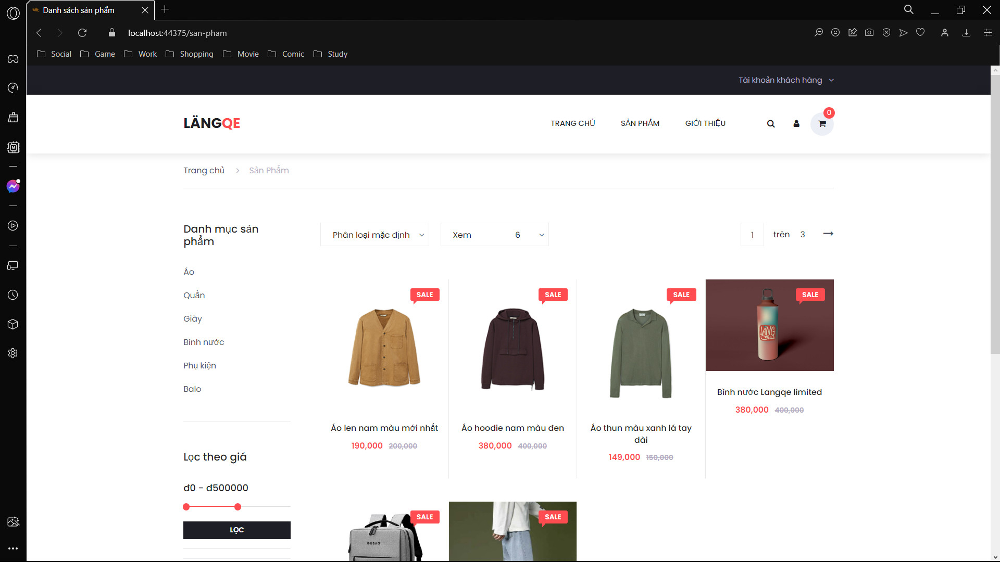 Danh sách sản phẩm
localhost:44375/san-pham
Social Game Work Shopping Movie Comic Study
Tài khoản khách hàng
LÄNGQE
TRANG CHỦ SẢN PHẨM GIỚI THIỆU
0
Trang chủ Sản Phẩm
Danh mục sản
phẩm
Áo
Quần
Giày
Bình nước
Phụ kiện
Balo
Lọc theo giá
đ0 - đ500000
LỌC
Phân loại mặc định Xem 6 1 trên 3
SALE SALE SALE SALE
LANG
Áo len nam màu mới nhất
190,000 200,000
Áo hoodie nam màu đen
380,000 400,000
Áo thun màu xanh lá tay
dài
149,000 150,000
Bình nước Langqe limited
380,000 400,000
SALE SALE
GUBAG